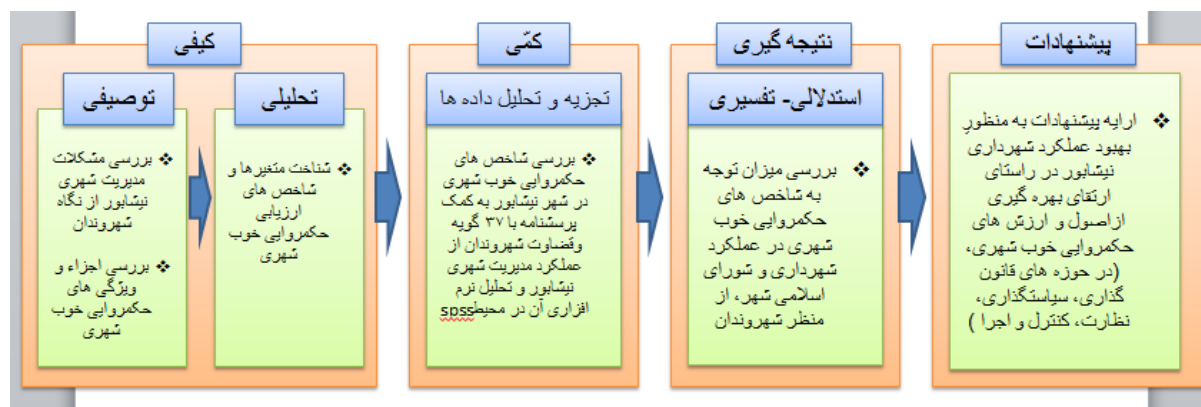 کیفی
توصیفی
❖ بررسی مشکلات
مدیریت شهری
نیشابور از نگاه
شهروندان
❖ بررسی اجزاء و
ویژگی های
حکمروایی خوب
شهری
تحلیلی
❖ شناخت متغیرها و
شاخص های
ارزیابی
حکمروایی خوب
شهری
کمّی
تجزیه و تحلیل داده ها
❖ بررسی شاخص های
حکمروایی خوب شهری
در شهر نیشابور به کمک
پرسشنامه با ۳۷ گویه
وقضاوت شهروندان از
عملکرد مدیریت شهری
نیشابور و تحلیل نرم
افزاری آن در محیطspss
نتیجه گیری
استدلالی- تفسیری
❖ بررسی میزان توجه
به شاخص های
حکمروایی خوب
شهری در عملکرد
شهرداری و شورای
اسلامی شهر، از
منظر شهروندان
پیشنهادات
❖ ارایه پیشنهادات به منظورِ
بهبود عملکرد شهرداری
نیشابور در راستای
ارتقای بهره گیری
ازاصول و ارزش های
حکمروایی خوب شهری،
(در حوزه های قانون
گذاری، سیاستگذاری،
نظارت، کنترل و اجرا )